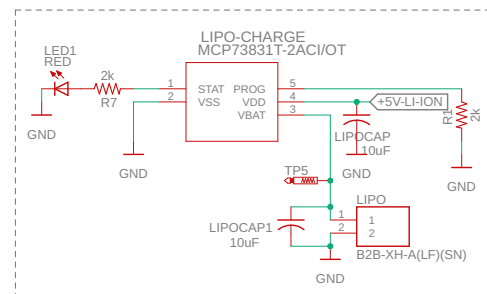 LIPO-CHARGE
MCP73831T-2ACI/OT
LED1
RED
2k
R7
GND
1 STAT PROG 5
2 VSS VDD 4
VBAT 3
+5V-LI-ION
R1
2k
GND
LIPOCAP
10uF
GND
GND
TP5
LIPOCAP1
10uF
LIPO
1 1
2 2
B2B-XH-A(LF)(SN)
GND